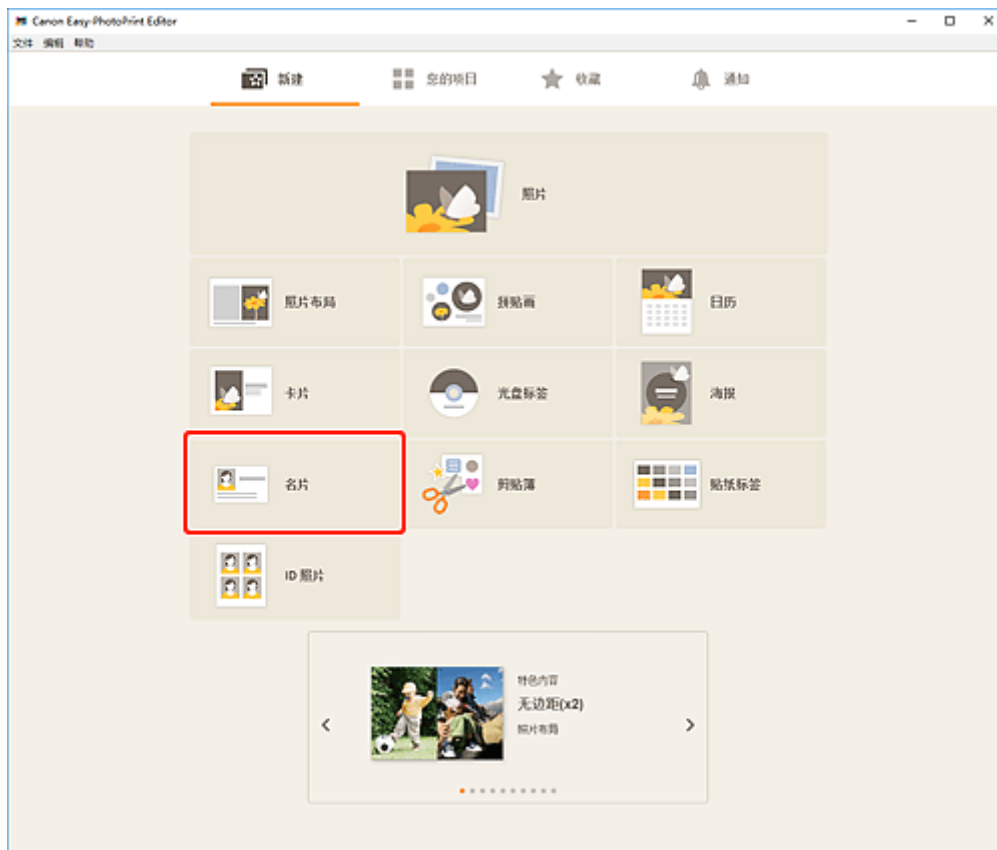 Canon Easy-PhotoPrint Editor
文件 编辑 帮助
新建 您的项目 收藏 通知
照片
照片布局 拼贴画 日历
卡片 光盘标签 海报
名片 剪贴簿 贴纸标签
ID 照片
特色内容
无边距(x2)
照片布局